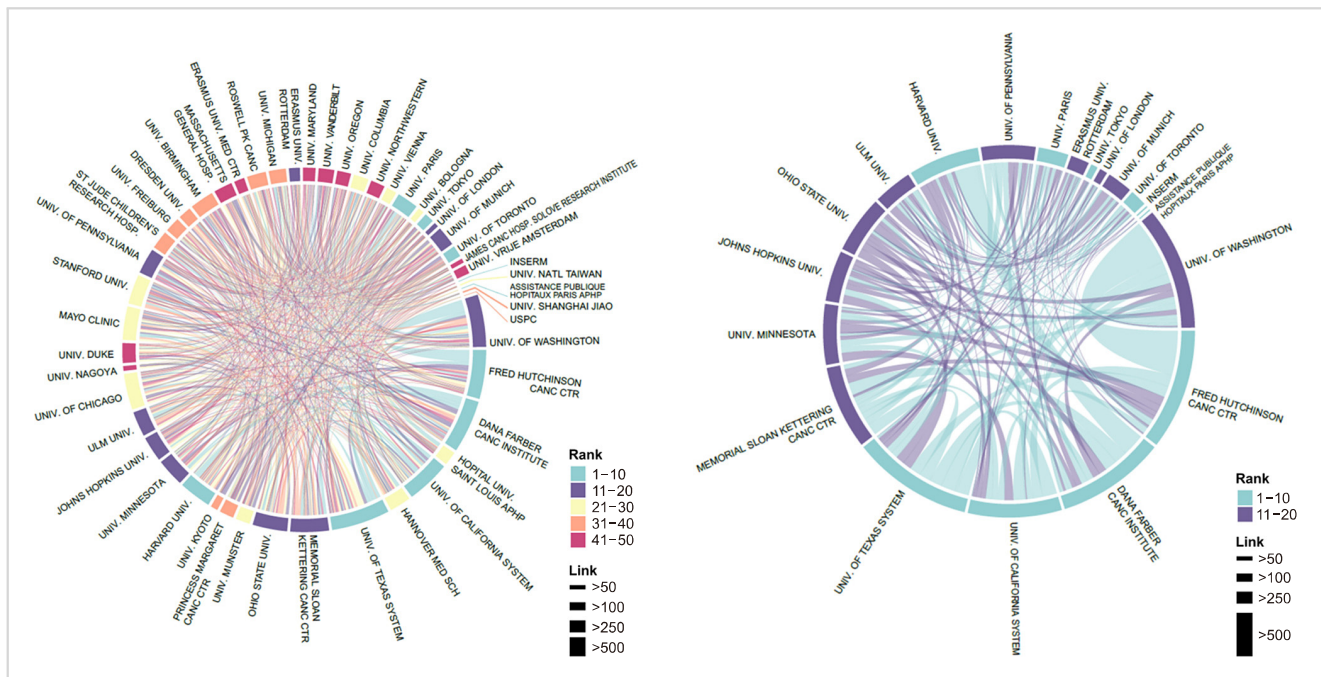 ERASMUS UNIV. MED CTR
ROSWELL PK CANC
UNIV. MICHIGAN
ERASMUS UNIV.
ROTTERDAM
UNIV. MARYLAND
UNIV. VANDERBILT
UNIV. OREGON
UNIV. COLUMBIA
UNIV. NORTHWESTERN
UNIV. VIENNA
UNIV. PARIS
UNIV. BOLOGNA
UNIV. TOKYO
UNIV. OF LONDON
UNIV. OF MUNICH
UNIV. OF TORONTO
JAMES CANC HOSP. SOLOVE RESEARCH INSTITUTE
UNIV. VRIJE AMSTERDAM
INSERM
UNIV. NATL TAIWAN
ASSISTANCE PUBLIQUE
HOPITAUX PARIS APHP
UNIV. SHANGHAI JIAO
USPC
UNIV. OF WASHINGTON
FRED HUTCHINSON
CANC CTR
DANA FARBER
CANC INSTITUTE
HOPITAL UNIV.
SAINT LOUIS APHP
UNIV. OF CALIFORNIA SYSTEM
HANNOVER MED SCH
UNIV. OF TEXAS SYSTEM
MEMORIAL SLOAN
KETTERING CANC CTR
OHIO STATE UNIV.
UNIV. MUNSTER
PRINCESS MARGARET
CANC CTR
UNIV. KYOTO
HARVARD UNIV.
UNIV. MINNESOTA
JOHNS HOPKINS UNIV.
ULM UNIV.
UNIV. OF CHICAGO
UNIV. NAGOYA
UNIV. DUKE
MAYO CLINIC
STANFORD UNIV.
UNIV. OF PENNSYLVANIA
ST JUDE CHILDREN'S
RESEARCH HOSP.
UNIV. FREIBURG
DRESDEN UNIV.
UNIV. BIRMINGHAM
MASSACHUSETTS
GENERAL HOSP.
Rank
1–10
11–20
21–30
31–40
41–50
Link
>50
>100
>250
>500
HARVARD UNIV.
UNIV. OF PENNSYLVANIA
UNIV. PARIS
ERASMUS UNIV.
ROTTERDAM
UNIV. TOKYO
UNIV. OF LONDON
UNIV. OF MUNICH
UNIV. OF TORONTO
INSERM
ASSISTANCE PUBLIQUE
HOPITAUX PARIS APHP
UNIV. OF WASHINGTON
FRED HUTCHINSON
CANC CTR
DANA FARBER
CANC INSTITUTE
UNIV. OF CALIFORNIA SYSTEM
UNIV. OF TEXAS SYSTEM
MEMORIAL SLOAN KETTERING
CANC CTR
UNIV. MINNESOTA
JOHNS HOPKINS UNIV.
OHIO STATE UNIV.
ULM UNIV.
Rank
1–10
11–20
Link
>50
>100
>250
>500